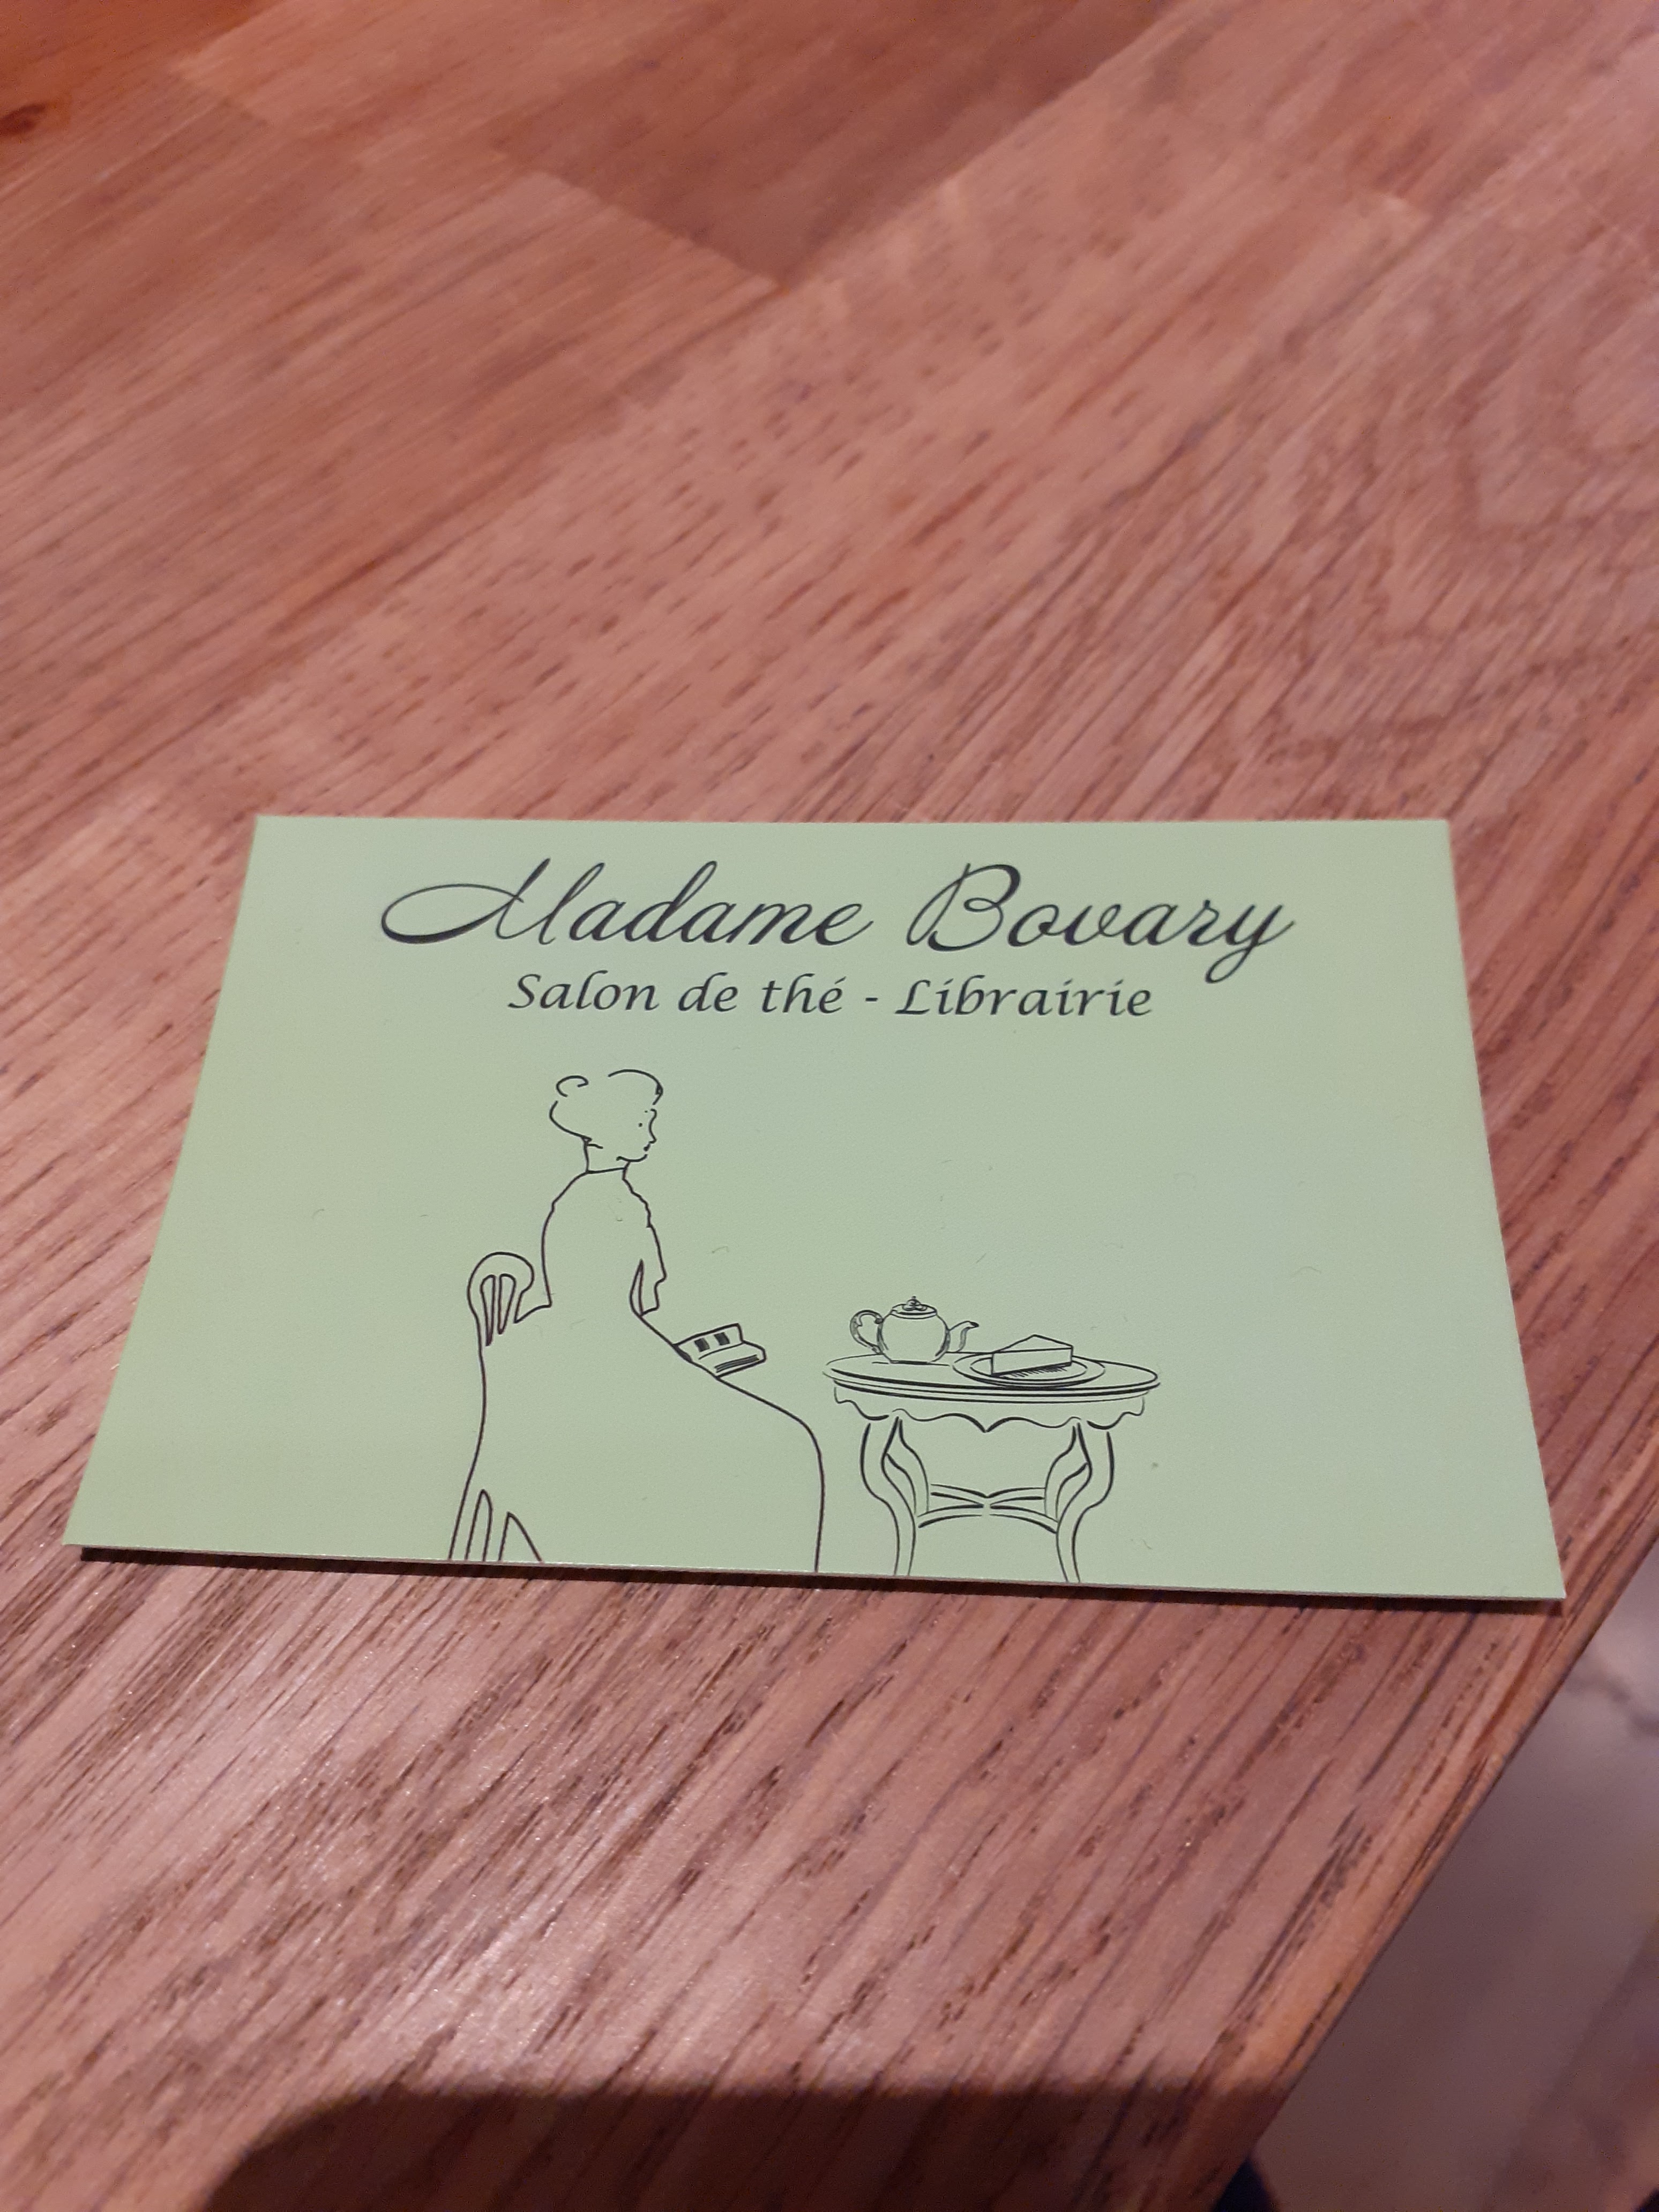 Madame Bovary
Salon de thé - Librairie